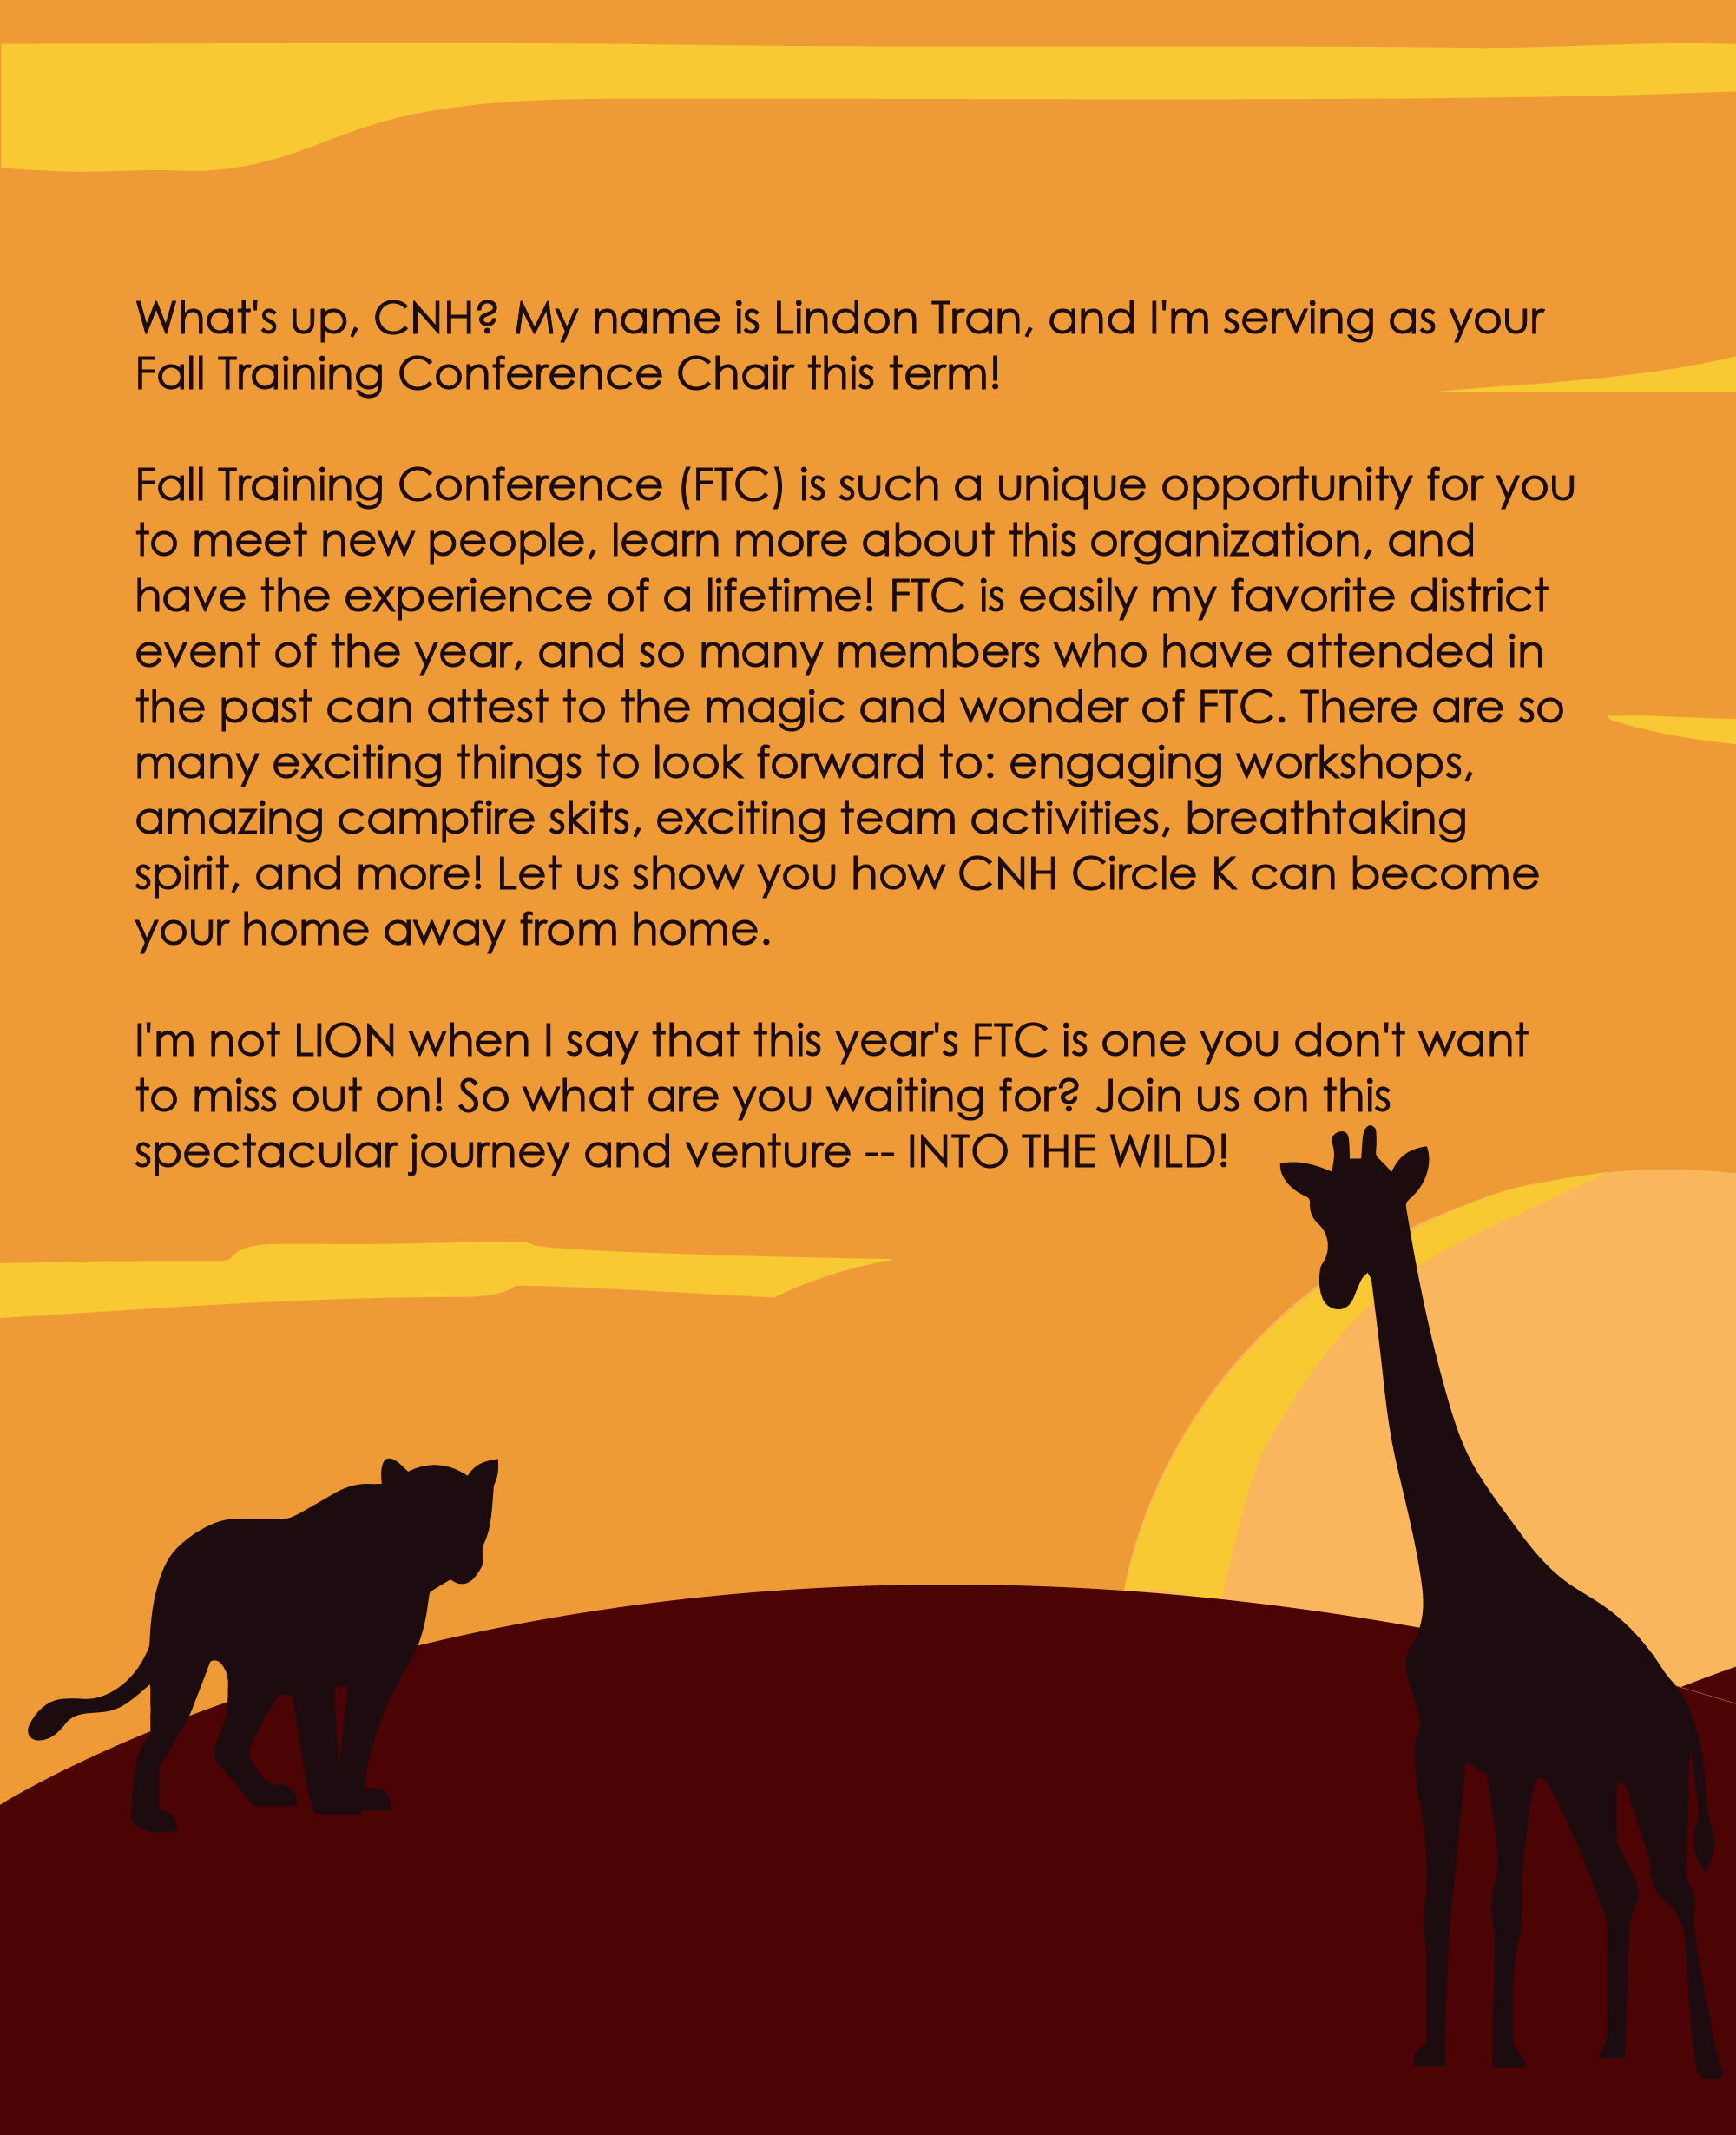 What's up, CNH? My name is Lindon Tran, and I'm serving as your
Fall Training Conference Chair this term!
Fall Training Conference (FTC) is such a unique opportunity for you
to meet new people, learn more about this organization, and
have the experience of a lifetime! FTC is easily my favorite district
event of the year, and so many members who have attended in
the past can attest to the magic and wonder of FTC. There are so
many exciting things to look forward to: engaging workshops,
amazing campfire skits, exciting team activities, breathtaking
spirit, and more! Let us show you how CNH Circle K can become
your home away from home.
I'm not LION when I say that this year's FTC is one you don't want
to miss out on! So what are you waiting for? Join us on this
spectacular journey and venture -- INTO THE WILD!